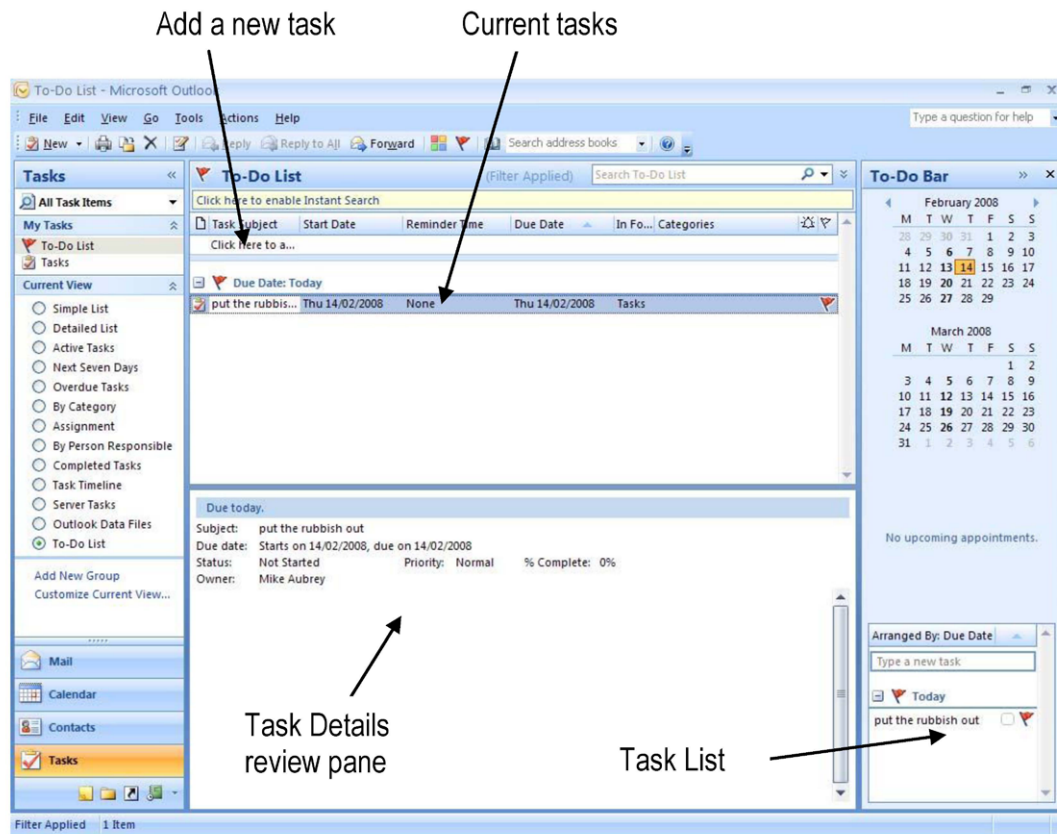 Add a new task
Current tasks
To-Do List - Microsoft Outlook
File Edit View Go Tools Actions Help
Type a question for help
New Reply Reply to All Forward Search address books
Tasks
All Task Items
My Tasks
To-Do List
Tasks
Current View
Simple List
Detailed List
Active Tasks
Next Seven Days
Overdue Tasks
By Category
Assignment
By Person Responsible
Completed Tasks
Task Timeline
Server Tasks
Outlook Data Files
To-Do List
Add New Group
Customize Current View...
Mail
Calendar
Contacts
Tasks
To-Do List (Filter Applied) Search To-Do List
Click here to enable Instant Search
Task Subject Start Date Reminder Time Due Date In Fo... Categories
Click here to a...
Due Date: Today
put the rubbis... Thu 14/02/2008 None Thu 14/02/2008 Tasks
Due today.
Subject: put the rubbish out
Due date: Starts on 14/02/2008, due on 14/02/2008
Status: Not Started Priority: Normal % Complete: 0%
Owner: Mike Aubrey
Task Details
review pane
Task List
To-Do Bar
February 2008
M T W T F S S
28 29 30 31 1 2 3
4 5 6 7 8 9 10
11 12 13 14 15 16 17
18 19 20 21 22 23 24
25 26 27 28 29
March 2008
M T W T F S S
1 2
3 4 5 6 7 8 9
10 11 12 13 14 15 16
17 18 19 20 21 22 23
24 25 26 27 28 29 30
31 1 2 3 4 5 6
No upcoming appointments.
Arranged By: Due Date
Type a new task
Today
put the rubbish out
Filter Applied 1 Item